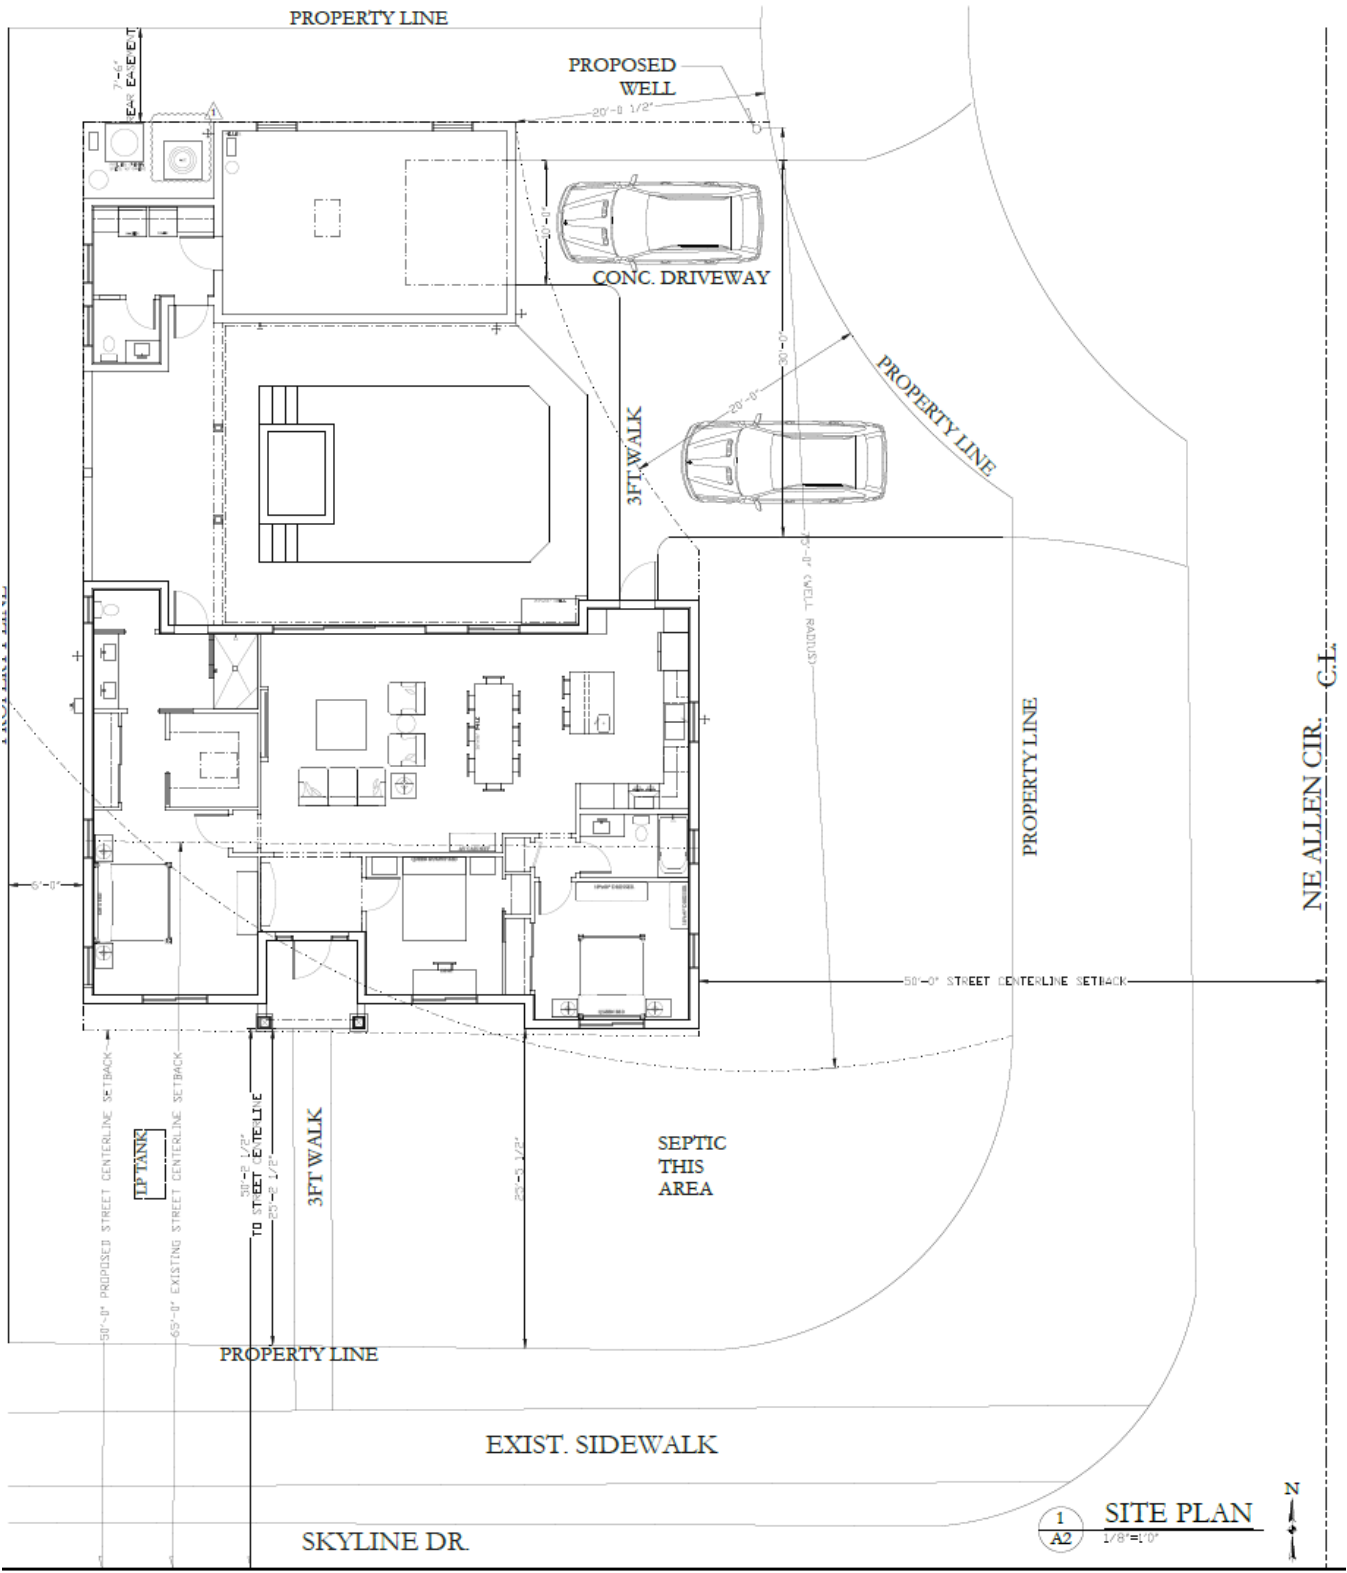 PROPERTY LINE
7'-6"
REAR EASEMENT
PROPOSED
WELL
20'-0 1/2"
1
10'-0"
CONC. DRIVEWAY
30'-0"
20'-0"
PROPERTY LINE
3FT WALK
75'-0" (WELL RADIUS)
PROPERTY LINE
C.L.
NE ALLEN CIR.
PROPERTY LINE
6'-0"
50'-0" STREET CENTERLINE SETBACK
50'-0" PROPOSED STREET CENTERLINE SETBACK
65'-0" EXISTING STREET CENTERLINE SETBACK
LP TANK
50'-2 1/2"
TO STREET CENTERLINE
25'-2 1/2"
3FT WALK
25'-5 1/2"
SEPTIC
THIS
AREA
PROPERTY LINE
EXIST. SIDEWALK
SKYLINE DR.
1
A2
SITE PLAN
1/8"=1'0"
N